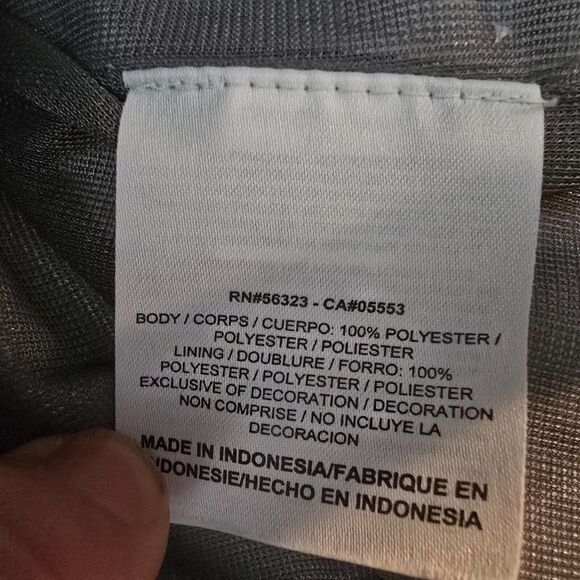 RN#56323 - CA#05553
BODY / CORPS / CUERPO: 100% POLYESTER /
POLYESTER / POLIESTER
LINING / DOUBLURE / FORRO: 100%
POLYESTER / POLYESTER / POLIESTER
EXCLUSIVE OF DECORATION / DECORATION
NON COMPRISE / NO INCLUYE LA
DECORACION
MADE IN INDONESIA/FABRIQUE EN
INDONESIE/HECHO EN INDONESIA